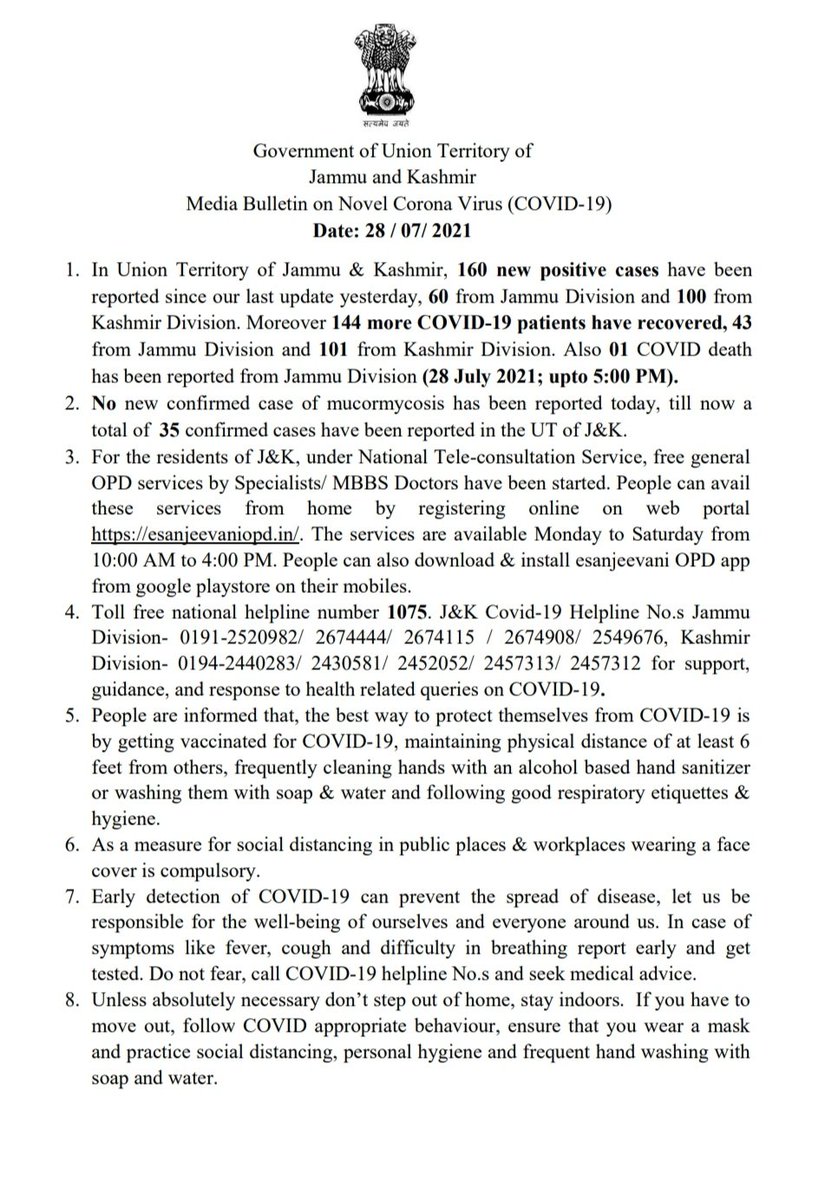 सत्यमेव जयते
Government of Union Territory of
Jammu and Kashmir
Media Bulletin on Novel Corona Virus (COVID-19)
Date: 28 / 07/ 2021
1. In Union Territory of Jammu & Kashmir, 160 new positive cases have been
reported since our last update yesterday, 60 from Jammu Division and 100 from
Kashmir Division. Moreover 144 more COVID-19 patients have recovered, 43
from Jammu Division and 101 from Kashmir Division. Also 01 COVID death
has been reported from Jammu Division (28 July 2021; upto 5:00 PM).
2. No new confirmed case of mucormycosis has been reported today, till now a
total of 35 confirmed cases have been reported in the UT of J&K.
3. For the residents of J&K, under National Tele-consultation Service, free general
OPD services by Specialists/ MBBS Doctors have been started. People can avail
these services from home by registering online on web portal
https://esanjeevaniopd.in/. The services are available Monday to Saturday from
10:00 AM to 4:00 PM. People can also download & install esanjeevani OPD app
from google playstore on their mobiles.
4. Toll free national helpline number 1075. J&K Covid-19 Helpline No.s Jammu
Division- 0191-2520982/ 2674444/ 2674115 / 2674908/ 2549676, Kashmir
Division- 0194-2440283/ 2430581/ 2452052/ 2457313/ 2457312 for support,
guidance, and response to health related queries on COVID-19.
5. People are informed that, the best way to protect themselves from COVID-19 is
by getting vaccinated for COVID-19, maintaining physical distance of at least 6
feet from others, frequently cleaning hands with an alcohol based hand sanitizer
or washing them with soap & water and following good respiratory etiquettes &
hygiene.
6. As a measure for social distancing in public places & workplaces wearing a face
cover is compulsory.
7. Early detection of COVID-19 can prevent the spread of disease, let us be
responsible for the well-being of ourselves and everyone around us. In case of
symptoms like fever, cough and difficulty in breathing report early and get
tested. Do not fear, call COVID-19 helpline No.s and seek medical advice.
8. Unless absolutely necessary don’t step out of home, stay indoors. If you have to
move out, follow COVID appropriate behaviour, ensure that you wear a mask
and practice social distancing, personal hygiene and frequent hand washing with
soap and water.